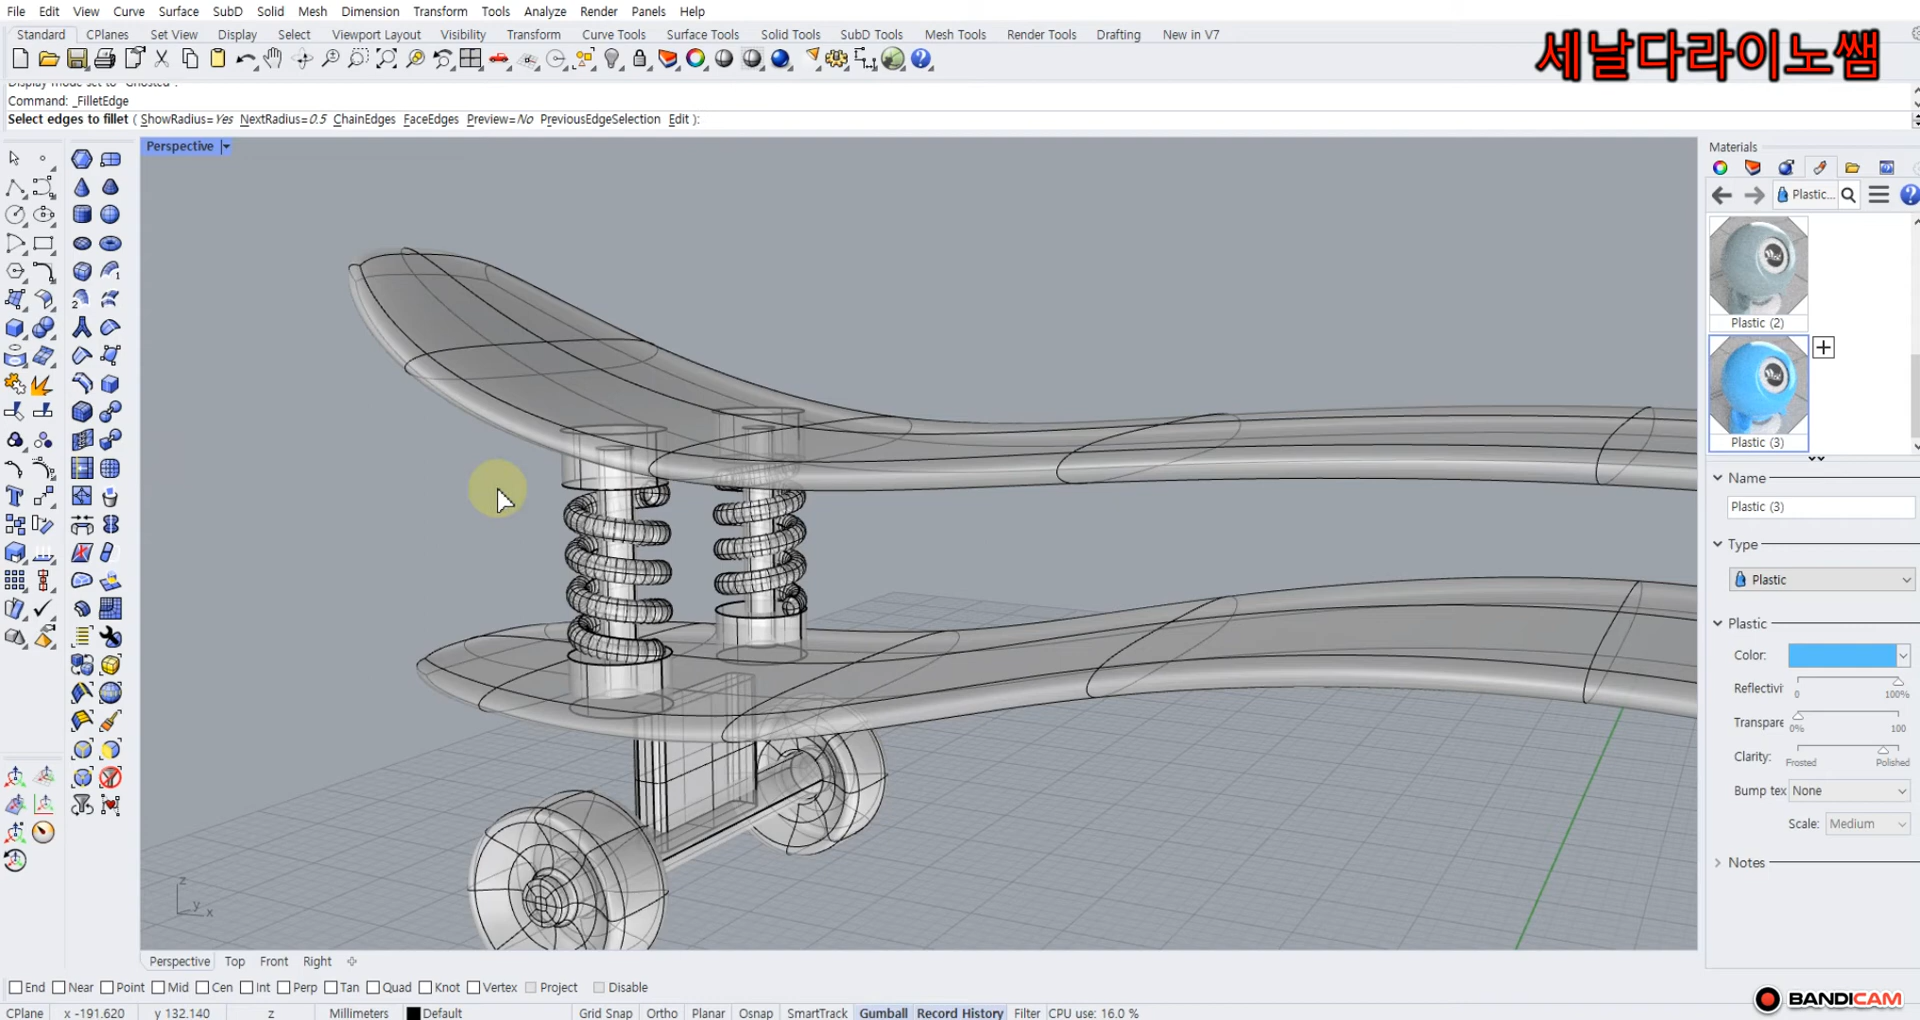 File Edit View Curve Surface SubD Solid Mesh Dimension Transform Tools Analyze Render Panels Help
Standard CPlanes Set View Display Select Viewport Layout Visibility Transform Curve Tools Surface Tools Solid Tools SubD Tools Mesh Tools Render Tools Drafting New in V7
세날다라이노쌤
Display mode set to "Ghosted".
Command: _FilletEdge
Select edges to fillet ( ShowRadius=Yes NextRadius=0.5 ChainEdges FaceEdges Preview=No PreviousEdgeSelection Edit ):
Perspective
Materials
Plastic...
Plastic (2)
Plastic (3)
Name
Plastic (3)
Type
Plastic
Plastic
Color:
Reflectivi
0 100%
Transpare
0% 100
Clarity:
Frosted Polished
Bump tex None
Scale: Medium
Notes
z
y x
Perspective Top Front Right
End Near Point Mid Cen Int Perp Tan Quad Knot Vertex Project Disable
BANDICAM
CPlane x -191.620 y 132.140 z Millimeters Default Grid Snap Ortho Planar Osnap SmartTrack Gumball Record History Filter CPU use: 16.0 %